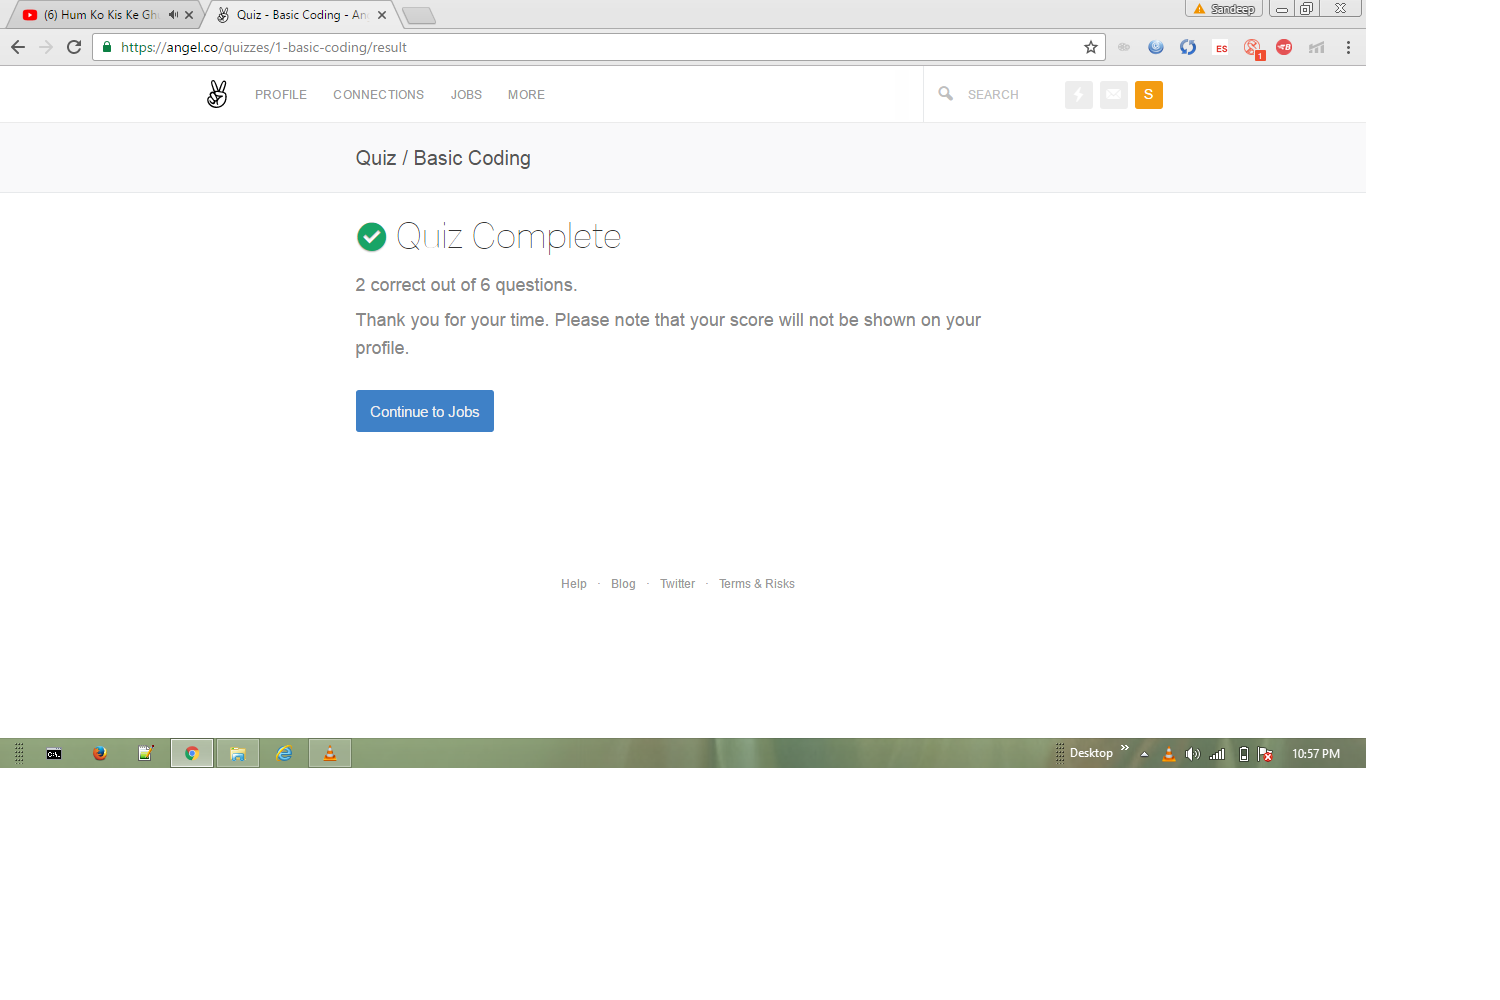 (6) Hum Ko Kis Ke Gh
Quiz - Basic Coding - An
Sandeep
https://angel.co/quizzes/1-basic-coding/result
ES
1
PROFILE CONNECTIONS JOBS MORE
SEARCH
S
Quiz / Basic Coding
Quiz Complete
2 correct out of 6 questions.
Thank you for your time. Please note that your score will not be shown on your
profile.
Continue to Jobs
Help · Blog · Twitter · Terms & Risks
C:\.
Desktop »
10:57 PM